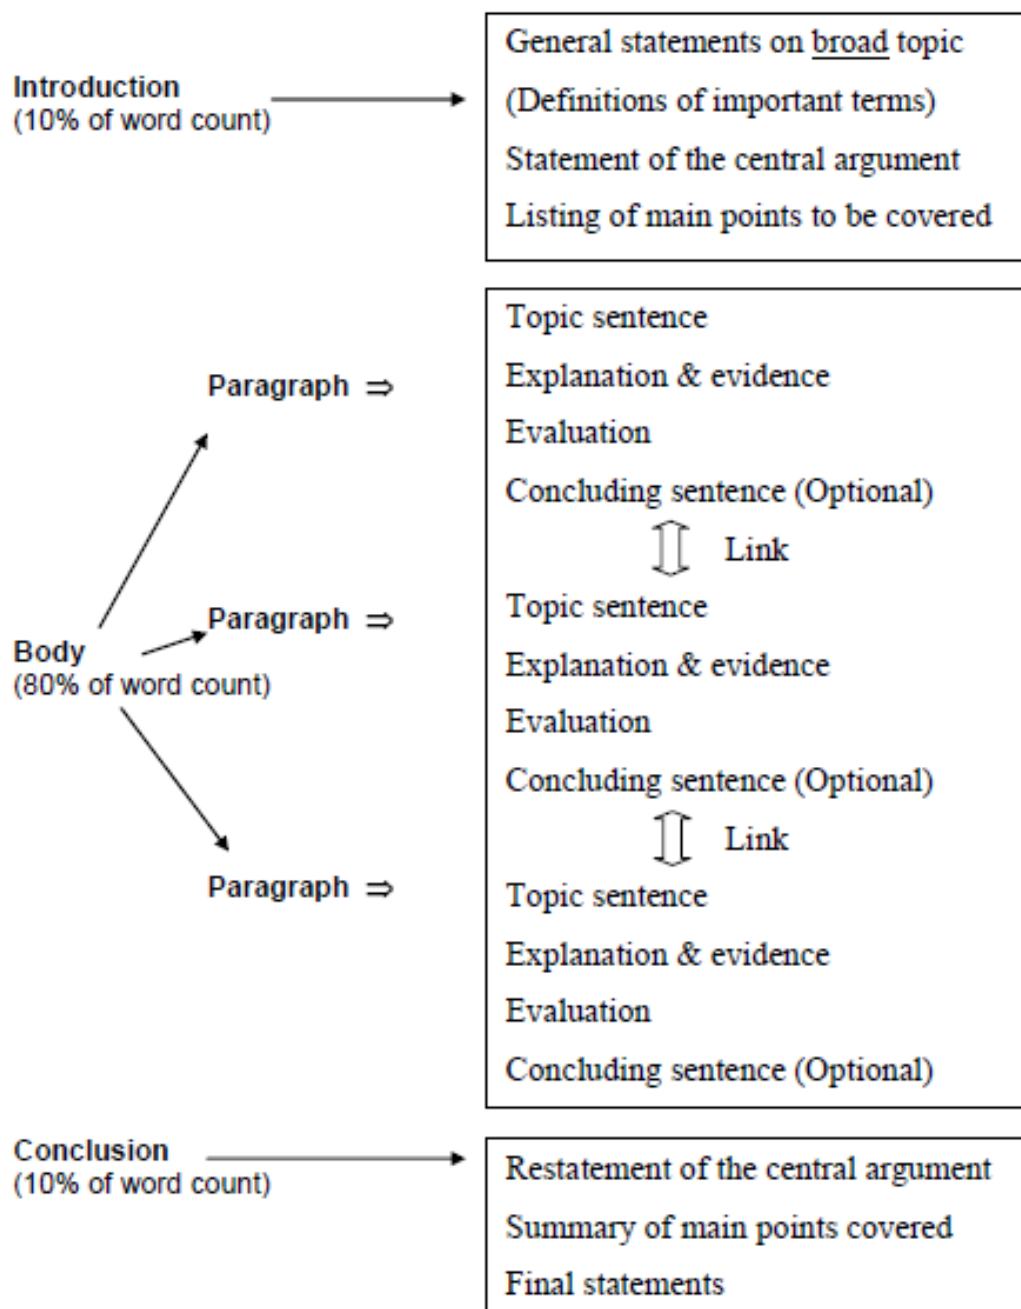 Introduction
(10% of word count)
General statements on broad topic
(Definitions of important terms)
Statement of the central argument
Listing of main points to be covered
Body
(80% of word count)
Paragraph ⇒
Topic sentence
Explanation & evidence
Evaluation
Concluding sentence (Optional)
Link
Paragraph ⇒
Topic sentence
Explanation & evidence
Evaluation
Concluding sentence (Optional)
Link
Paragraph ⇒
Topic sentence
Explanation & evidence
Evaluation
Concluding sentence (Optional)
Conclusion
(10% of word count)
Restatement of the central argument
Summary of main points covered
Final statements